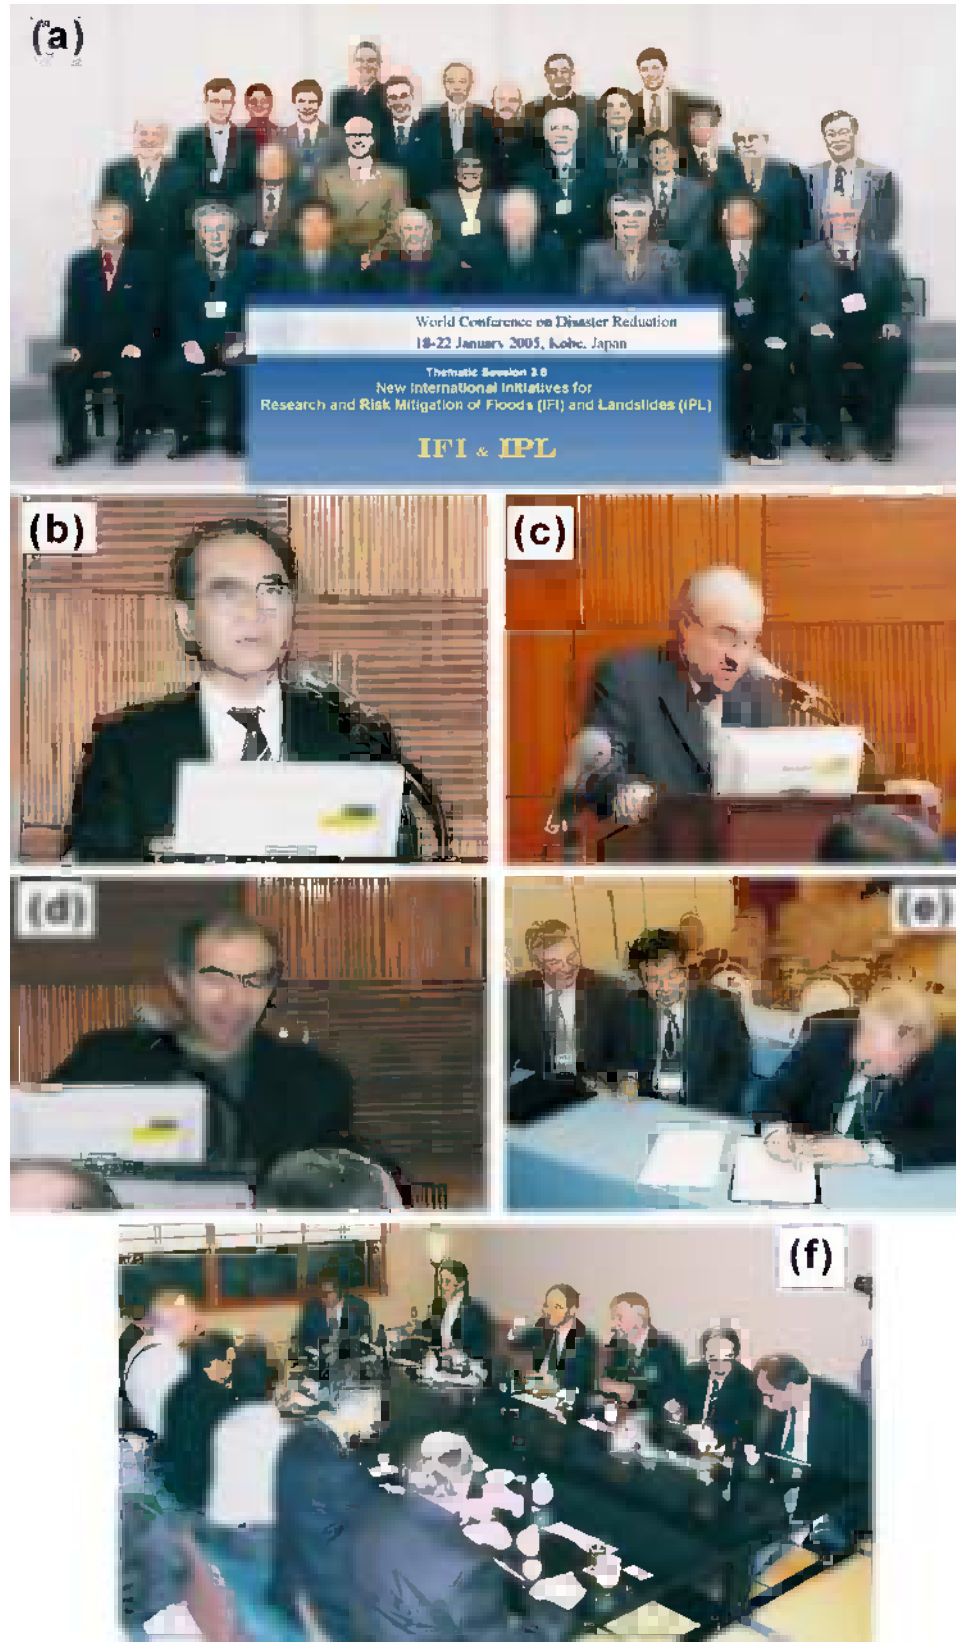 (a)
World Conference on Disaster Reduction
18-22 January 2005, Kobe, Japan
Thematic Session 3.6
New International Initiatives for
Research and Risk Mitigation of Floods (IFI) and Landslides (IPL)
IFI & IPL
(b)
(c)
(d)
(e)
(f)